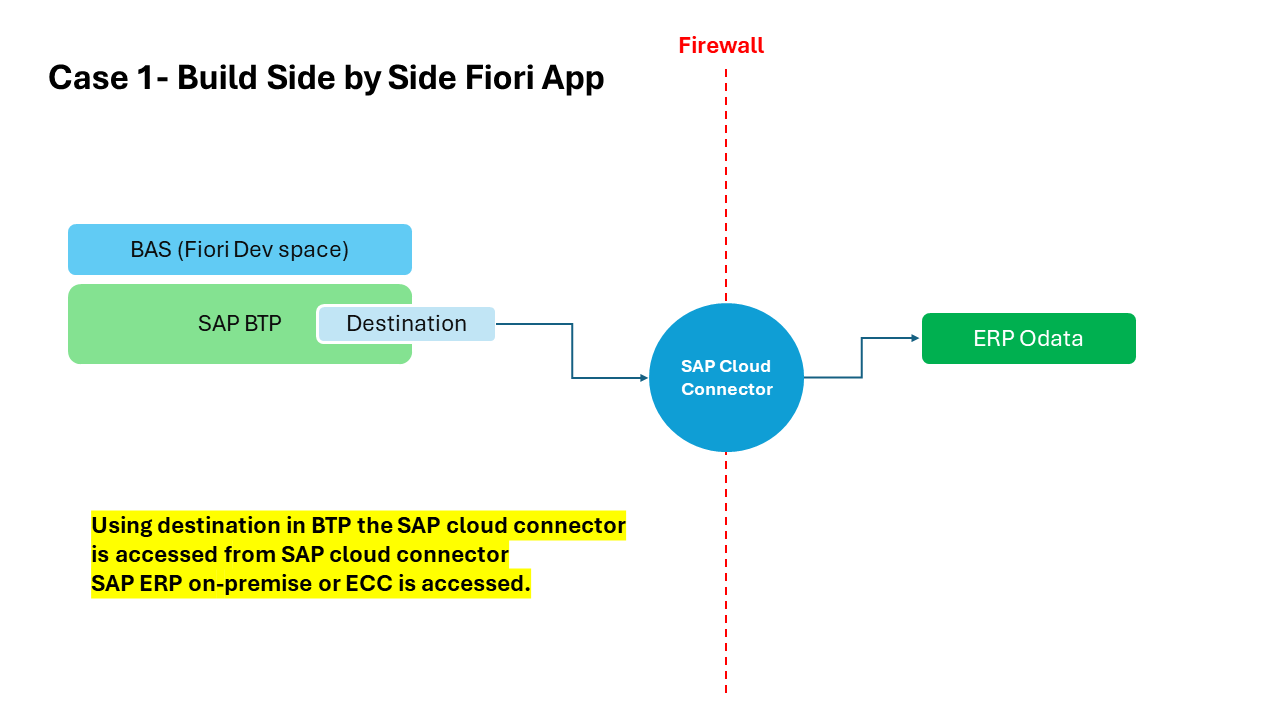 Firewall
Case 1- Build Side by Side Fiori App
BAS (Fiori Dev space)
SAP BTP
Destination
SAP Cloud
Connector
ERP Odata
Using destination in BTP the SAP cloud connector
is accessed from SAP cloud connector
SAP ERP on-premise or ECC is accessed.